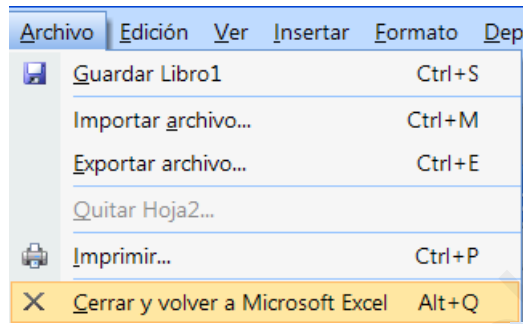 Archivo Edición Ver Insertar Formato Dep
Guardar Libro1 Ctrl+S
Importar archivo... Ctrl+M
Exportar archivo... Ctrl+E
Quitar Hoja2...
Imprimir... Ctrl+P
Cerrar y volver a Microsoft Excel Alt+Q